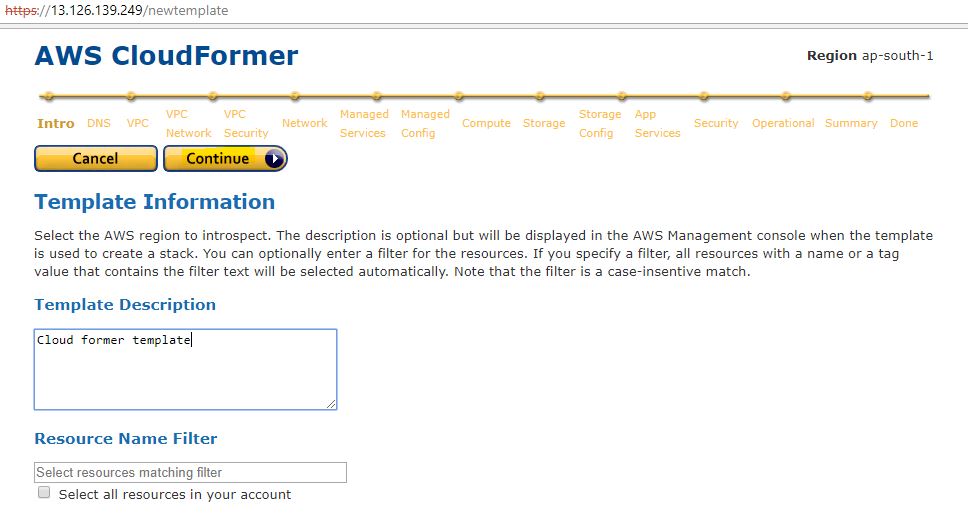 https://13.126.139.249/newtemplate
AWS CloudFormer
Region ap-south-1
Intro
DNS
VPC
VPC
Network
VPC
Security
Network
Managed
Services
Managed
Config
Compute
Storage
Storage
Config
App
Services
Security
Operational
Summary
Done
Cancel
Continue
Template Information
Select the AWS region to introspect. The description is optional but will be displayed in the AWS Management console when the template
is used to create a stack. You can optionally enter a filter for the resources. If you specify a filter, all resources with a name or a tag
value that contains the filter text will be selected automatically. Note that the filter is a case-insentive match.
Template Description
Cloud former template
Resource Name Filter
Select resources matching filter
Select all resources in your account